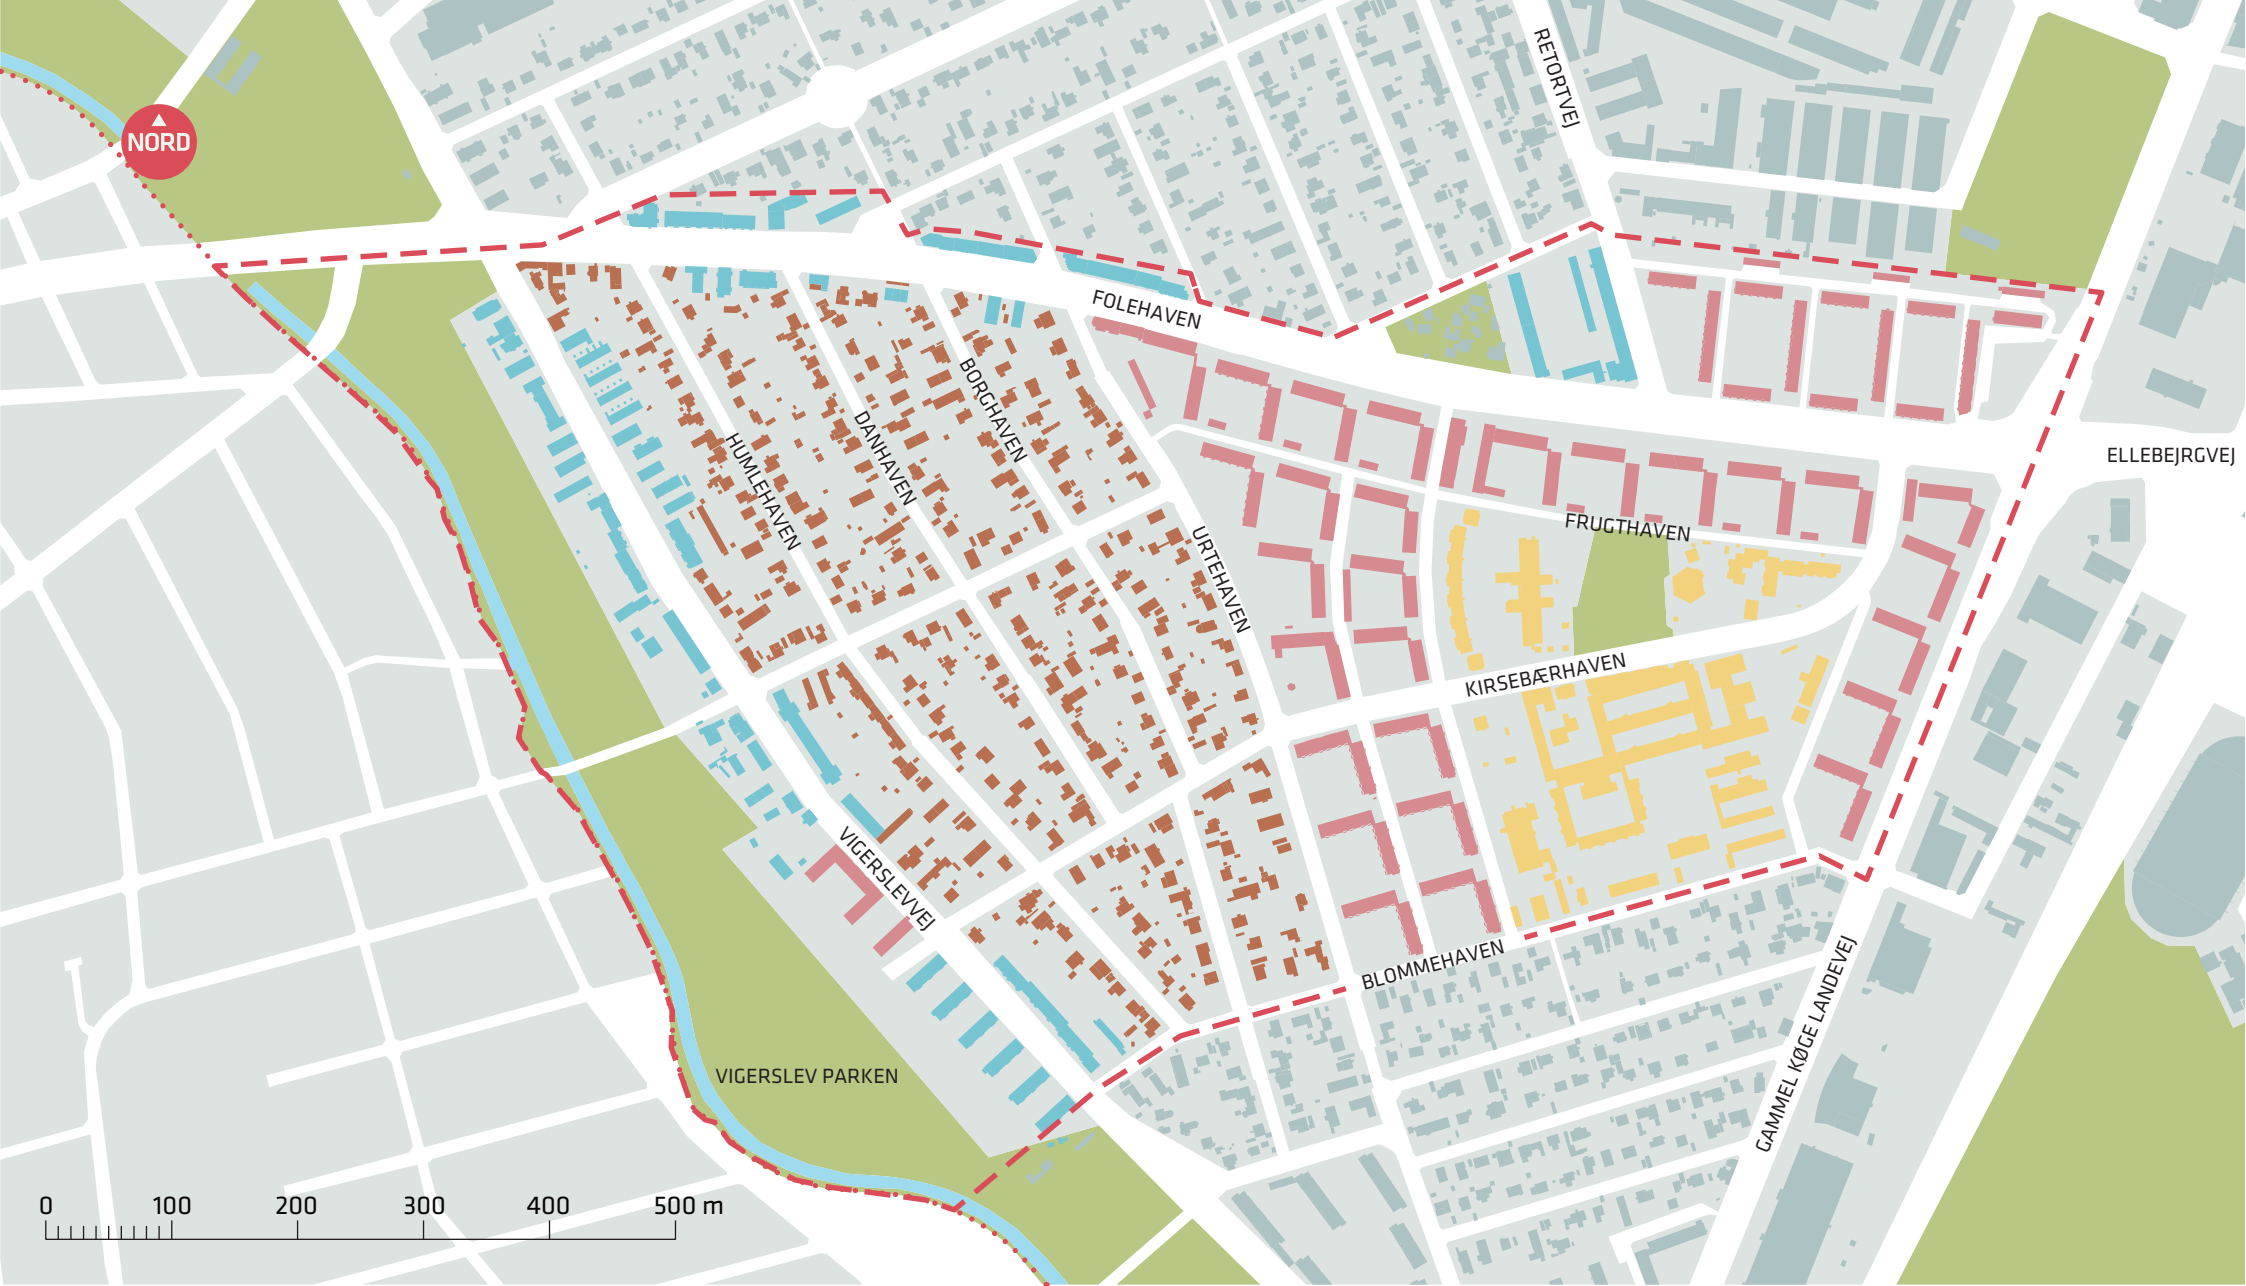 RETORTVEJ
NORD
FOLEHAVEN
BORGHAVEN
DANHAVEN
HUMLEHAVEN
ELLEBEJRGVEJ
FRUGTHAVEN
URTEHAVEN
KIRSEBÆRHAVEN
VIGERSLEVVEJ
BLOMMEHAVEN
GAMMEL KØGE LANDEVEJ
VIGERSLEV PARKEN
0 100 200 300 400 500 m